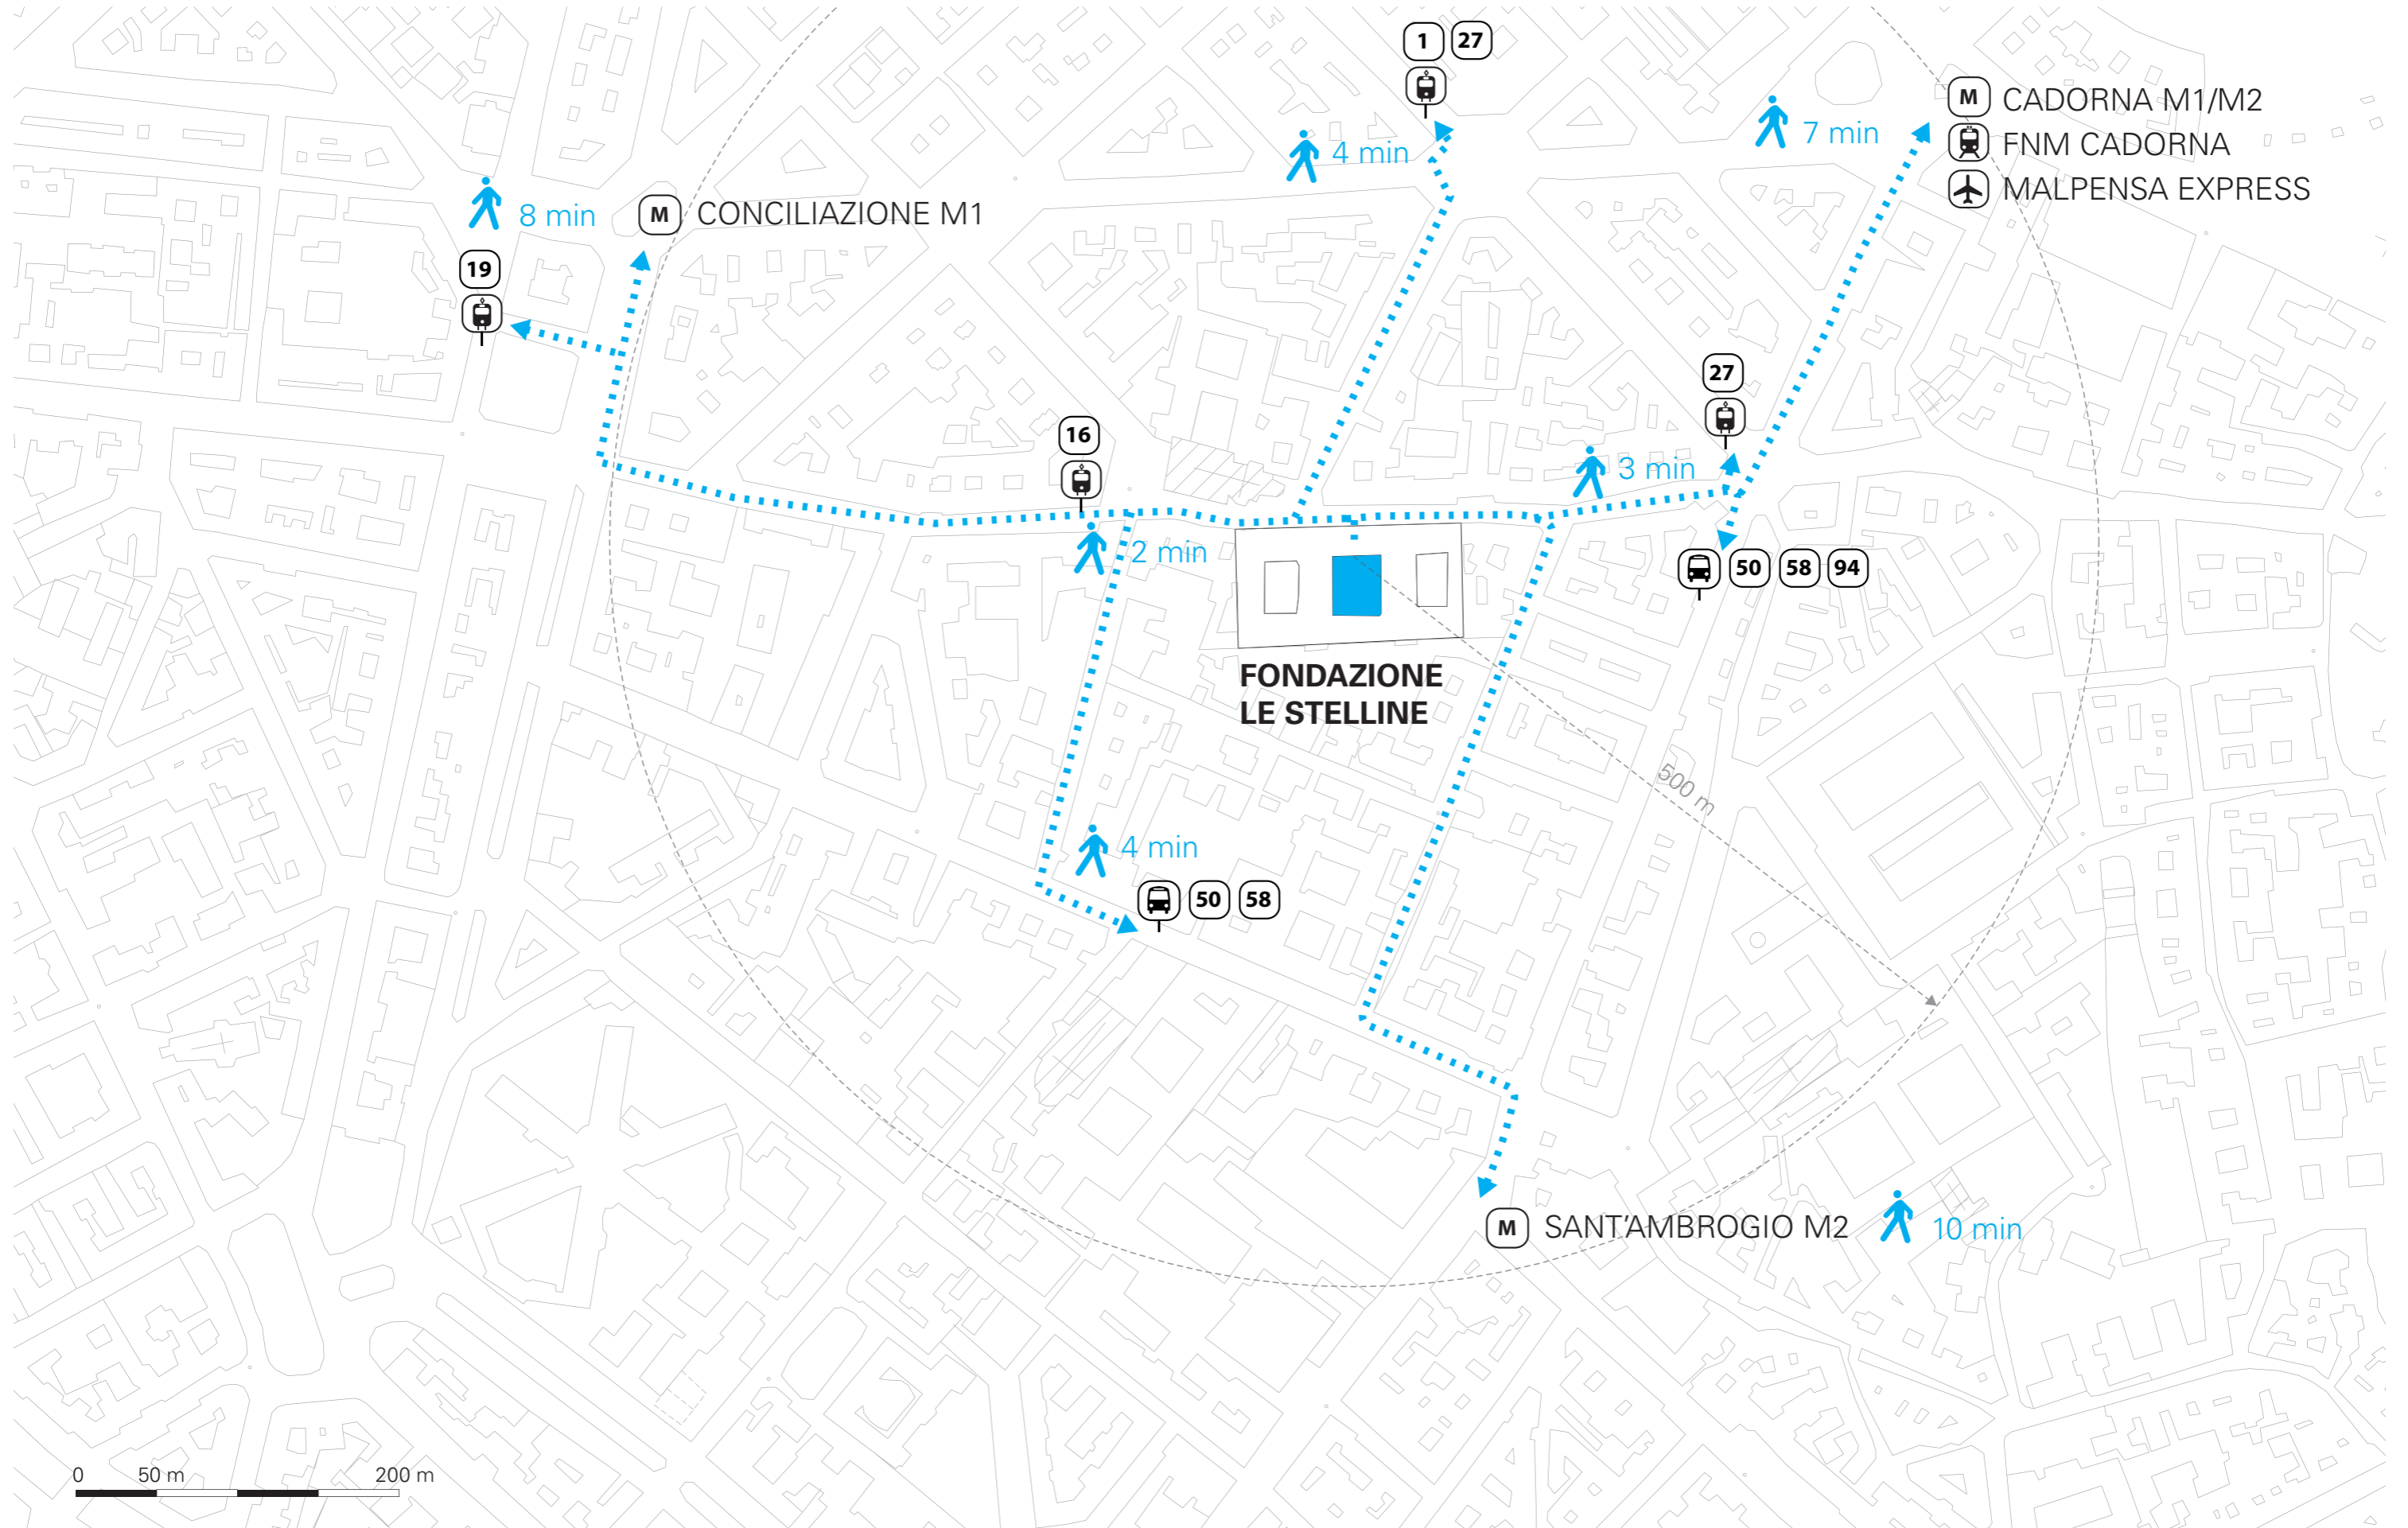 1 27
4 min
7 min
M CADORNA M1/M2
FNM CADORNA
MALPENSA EXPRESS
8 min
M CONCILIAZIONE M1
19
27
16
3 min
2 min
50 58 94
FONDAZIONE
LE STELLINE
500 m
4 min
50 58
M SANT'AMBROGIO M2
10 min
0 50 m 200 m